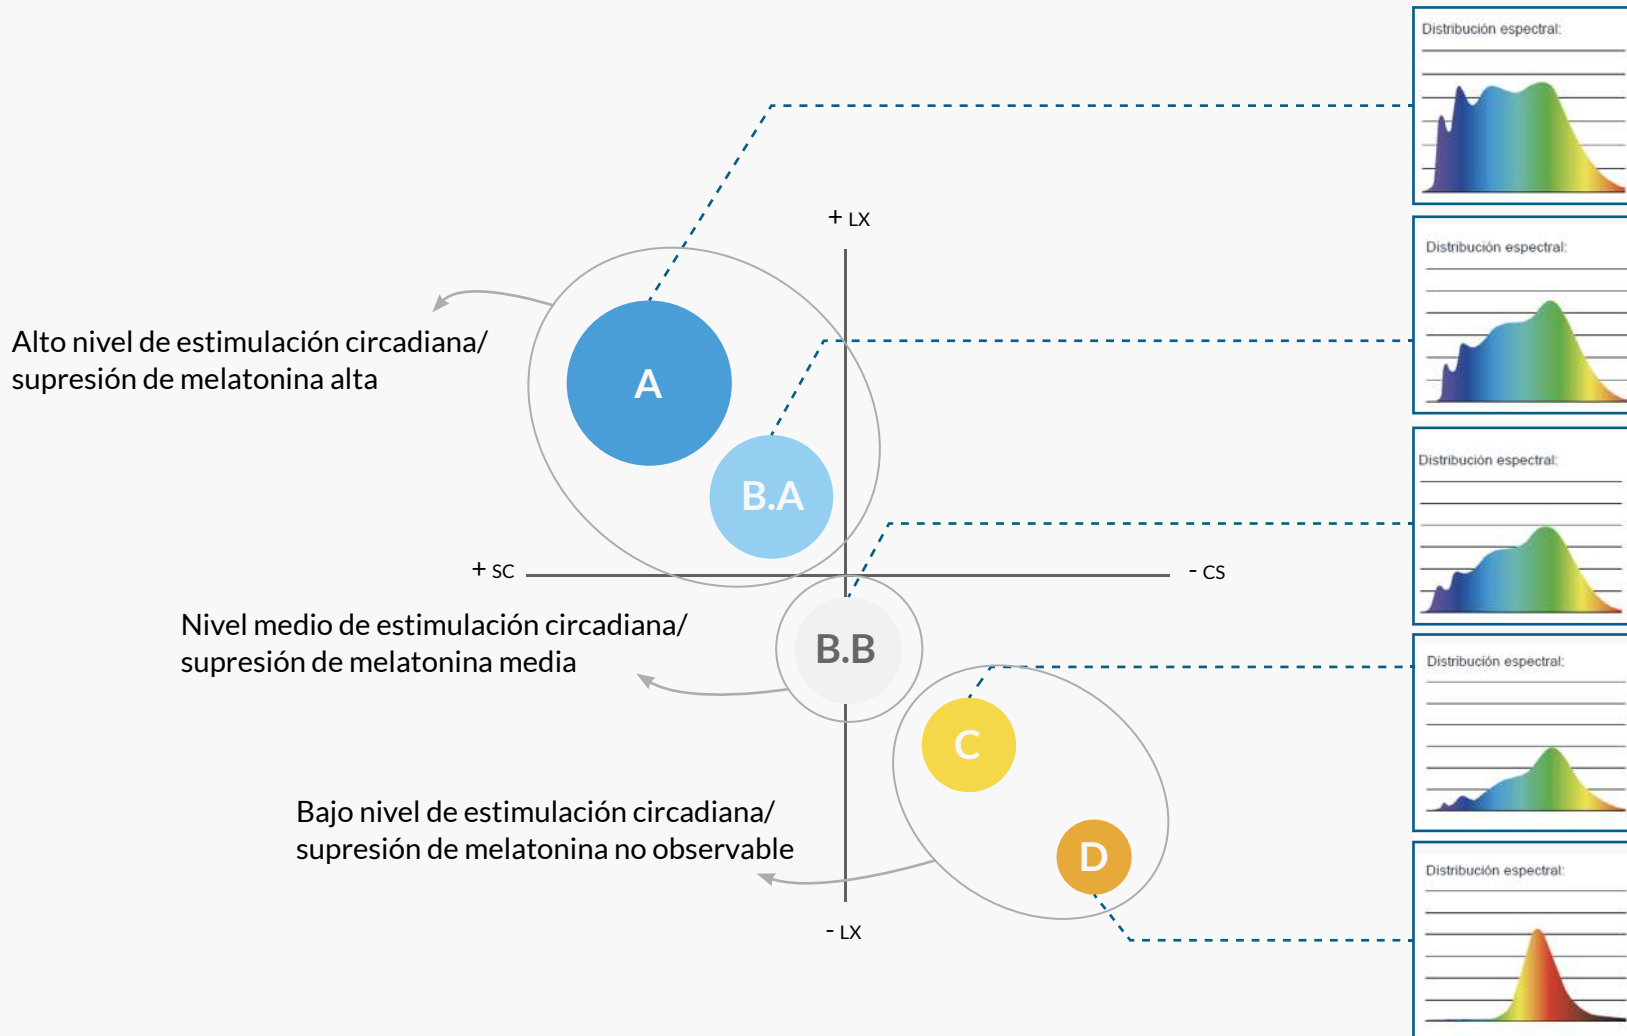 Distribución espectral:
+ LX
Distribución espectral:
Alto nivel de estimulación circadiana/
supresión de melatonina alta
A
B.A
Distribución espectral:
+ SC
- CS
Nivel medio de estimulación circadiana/
supresión de melatonina media
B.B
Distribución espectral:
C
Bajo nivel de estimulación circadiana/
supresión de melatonina no observable
D
Distribución espectral:
- LX